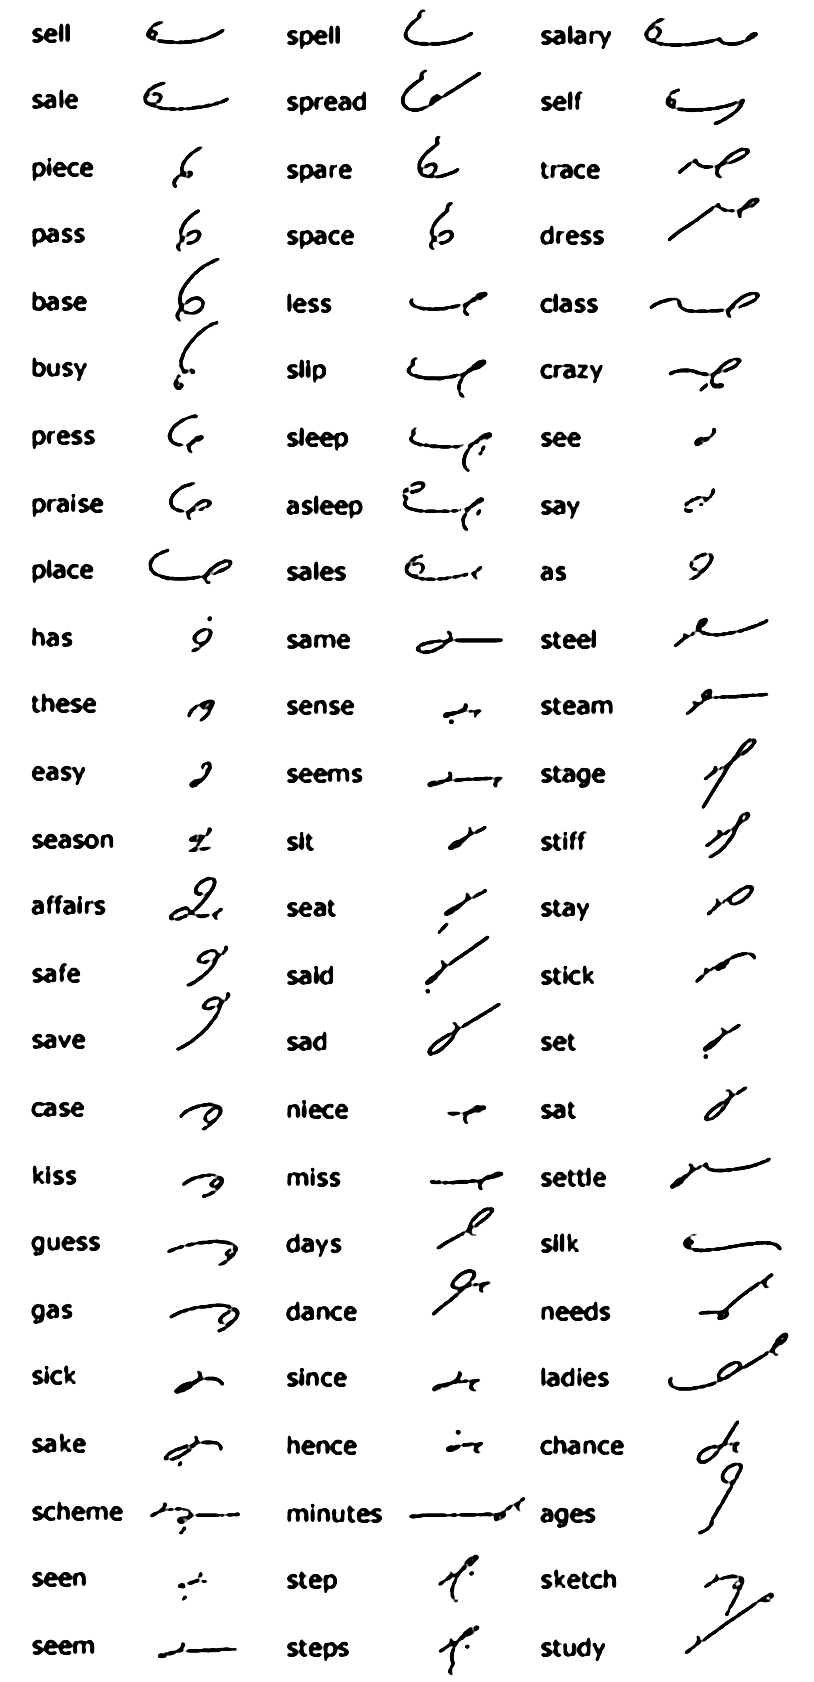 sell spell salary
sale spread self
piece spare trace
pass space dress
base less class
busy slip crazy
press sleep see
praise asleep say
place sales as
has same steel
these sense steam
easy seems stage
season sit stiff
affairs seat stay
safe said stick
save sad set
case niece sat
kiss miss settle
guess days silk
gas dance needs
sick since ladies
sake hence chance
scheme minutes ages
seen step sketch
seem steps study